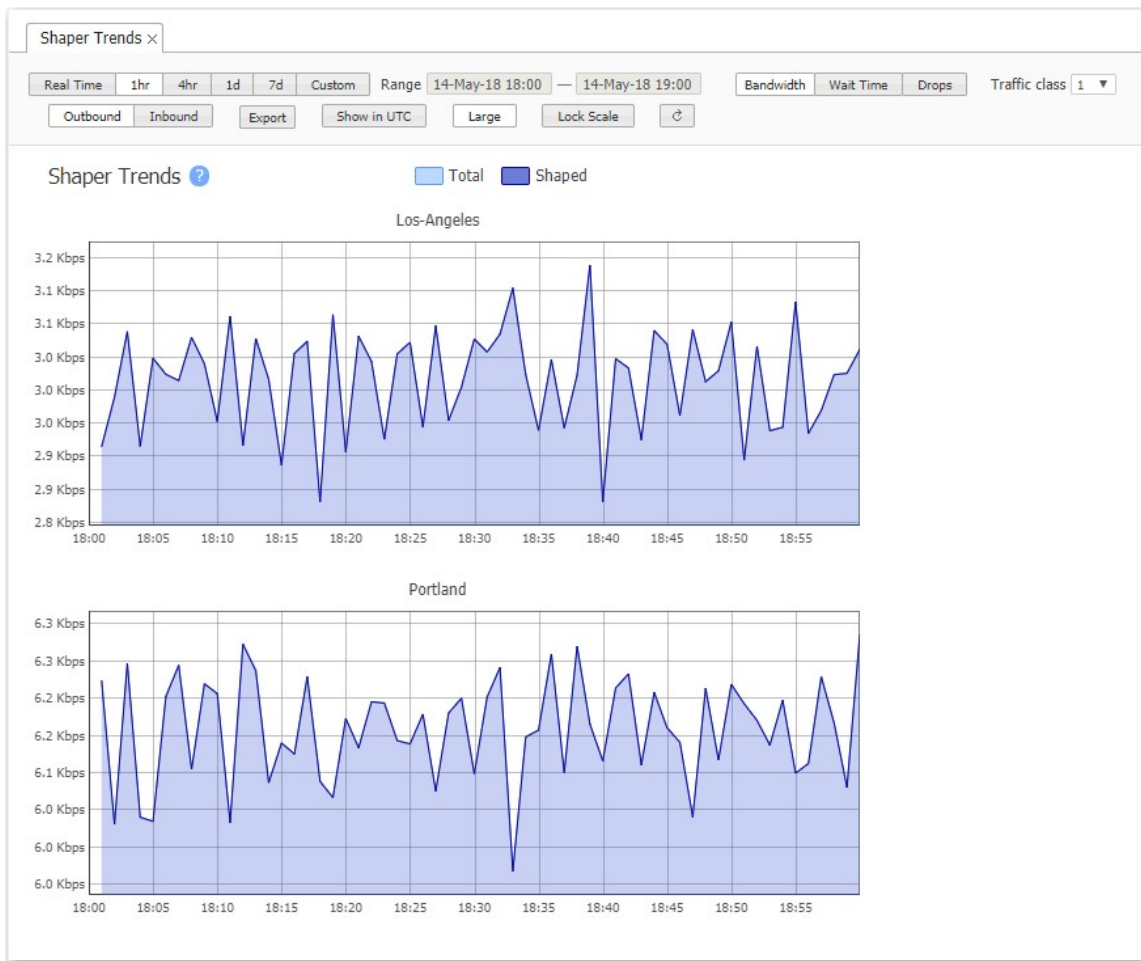 Shaper Trends ×
Real Time 1hr 4hr 1d 7d Custom Range 14-May-18 18:00 — 14-May-18 19:00 Bandwidth Wait Time Drops Traffic class 1 ▼
Outbound Inbound Export Show in UTC Large Lock Scale
Shaper Trends ? Total Shaped
Los-Angeles
3.2 Kbps
3.1 Kbps
3.1 Kbps
3.0 Kbps
3.0 Kbps
3.0 Kbps
2.9 Kbps
2.9 Kbps
2.8 Kbps
18:00 18:05 18:10 18:15 18:20 18:25 18:30 18:35 18:40 18:45 18:50 18:55
Portland
6.3 Kbps
6.3 Kbps
6.2 Kbps
6.2 Kbps
6.1 Kbps
6.0 Kbps
6.0 Kbps
6.0 Kbps
18:00 18:05 18:10 18:15 18:20 18:25 18:30 18:35 18:40 18:45 18:50 18:55